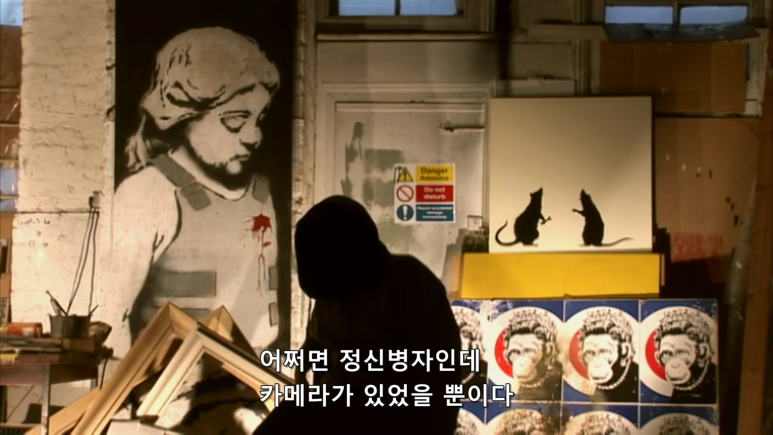 Danger
Asbestos
Do not
disturb
어쩌면 정신병자인데
카메라가 있었을 뿐이다